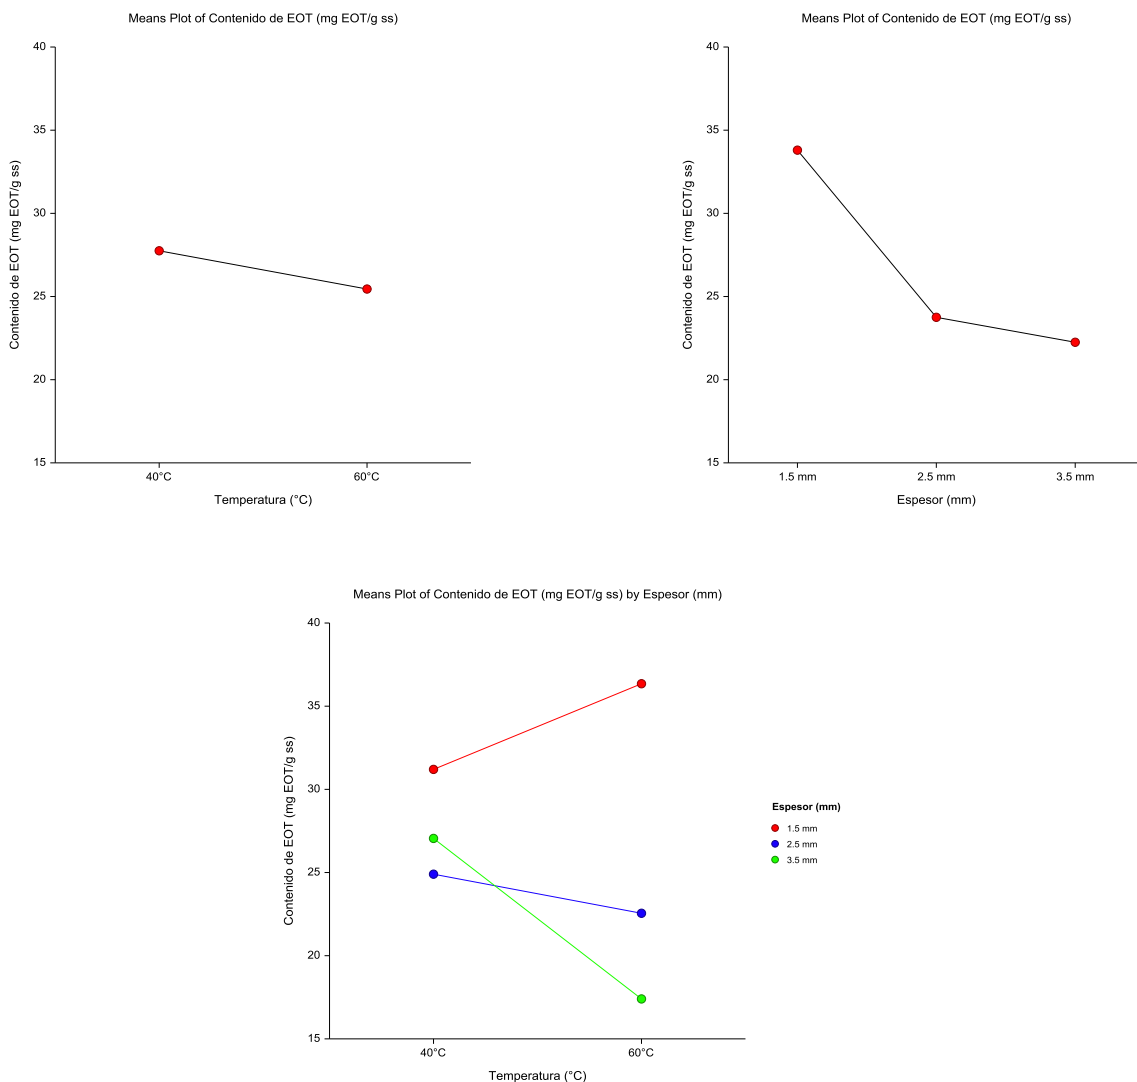 Means Plot of Contenido de EOT (mg EOT/g ss)
40
35
30
25
20
15
Contenido de EOT (mg EOT/g ss)
40°C
60°C
Temperatura (°C)
Means Plot of Contenido de EOT (mg EOT/g ss)
40
35
30
25
20
15
Contenido de EOT (mg EOT/g ss)
1.5 mm
2.5 mm
3.5 mm
Espesor (mm)
Means Plot of Contenido de EOT (mg EOT/g ss) by Espesor (mm)
40
35
30
25
20
15
Contenido de EOT (mg EOT/g ss)
40°C
60°C
Temperatura (°C)
Espesor (mm)
1.5 mm
2.5 mm
3.5 mm